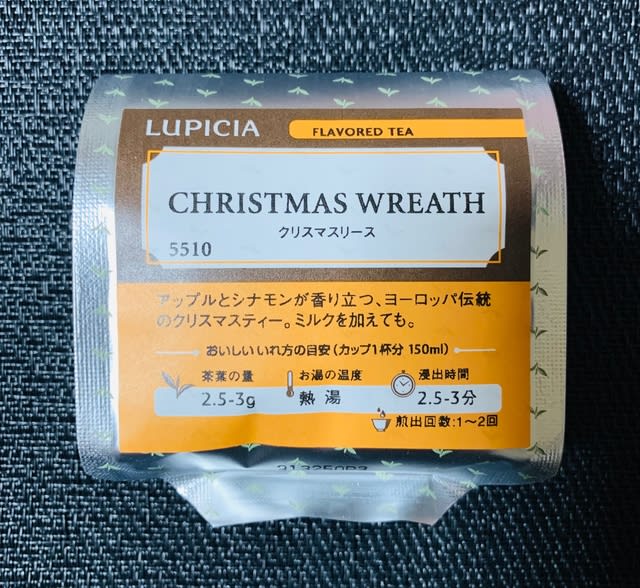 LUPICIA
FLAVORED TEA
CHRISTMAS WREATH
クリスマスリース
5510
アップルとシナモンが香り立つ、ヨーロッパ伝統
のクリスマスティー。ミルクを加えても。
おいしいいれ方の目安(カップ1杯分 150ml)
茶葉の量
2.5-3g
お湯の温度
熱湯
浸出時間
2.5-3分
煎出回数:1〜2回